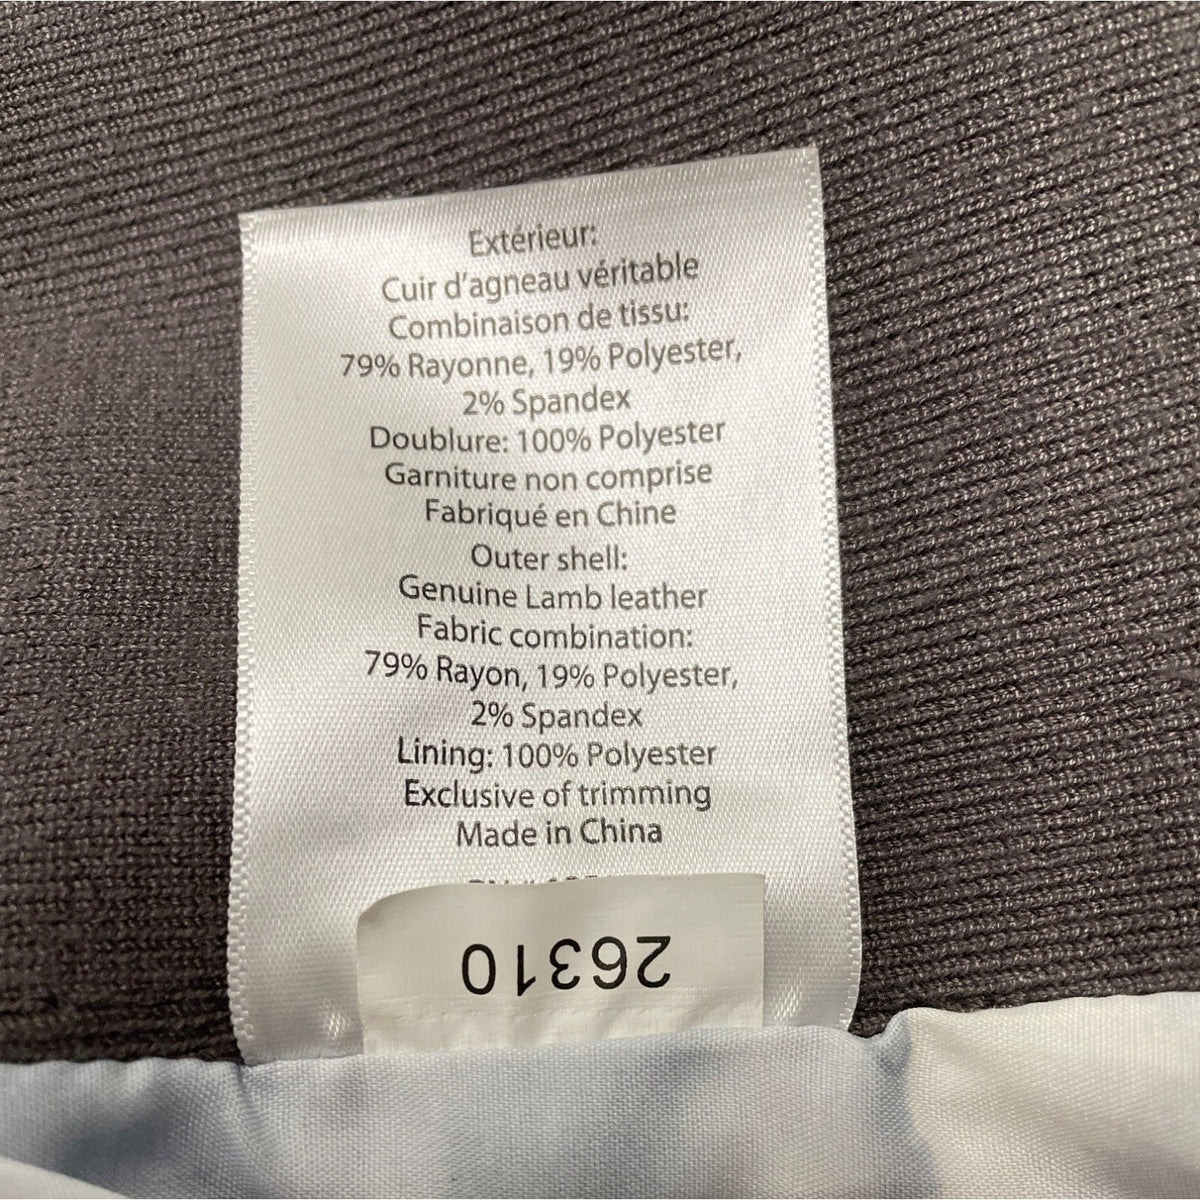 Extérieur:
Cuir d'agneau véritable
Combinaison de tissu:
79% Rayonne, 19% Polyester,
2% Spandex
Doublure: 100% Polyester
Garniture non comprise
Fabriqué en Chine
Outer shell:
Genuine Lamb leather
Fabric combination:
79% Rayon, 19% Polyester,
2% Spandex
Lining: 100% Polyester
Exclusive of trimming
Made in China
26310